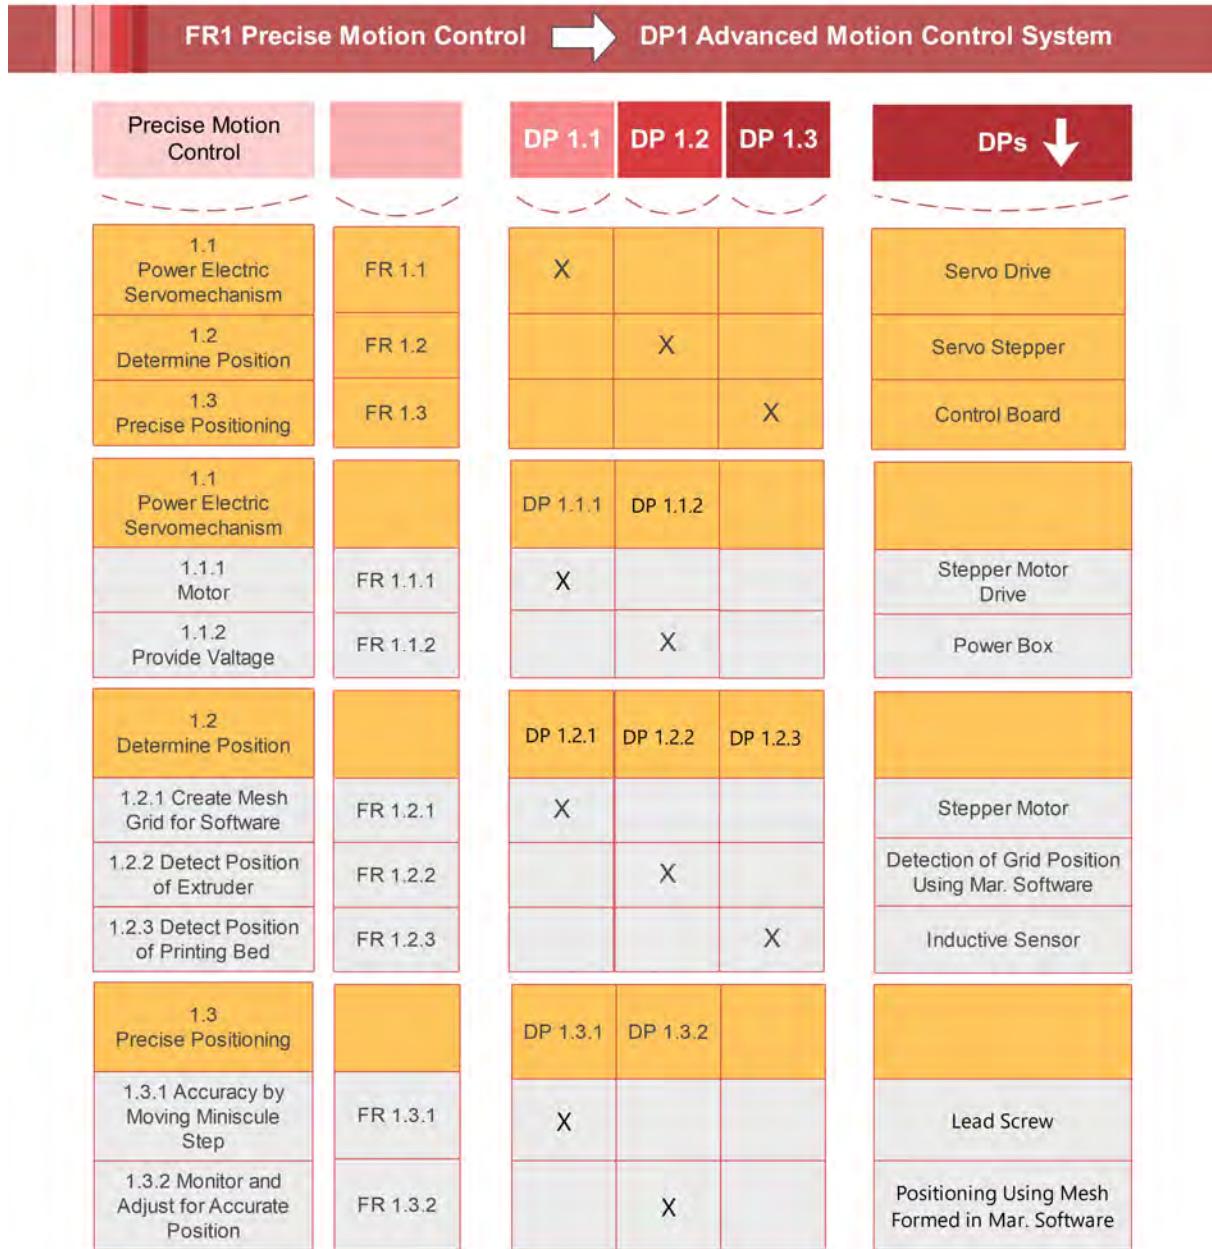 FR1 Precise Motion Control DP1 Advanced Motion Control System
Precise Motion
Control
DP 1.1 DP 1.2 DP 1.3 DPs
1.1
Power Electric
Servomechanism
FR 1.1 X Servo Drive
1.2
Determine Position
FR 1.2 X Servo Stepper
1.3
Precise Positioning
FR 1.3 X Control Board
1.1
Power Electric
Servomechanism
DP 1.1.1 DP 1.1.2
1.1.1
Motor
FR 1.1.1 X
Stepper Motor
Drive
1.1.2
Provide Valtage
FR 1.1.2 X Power Box
1.2
Determine Position
DP 1.2.1 DP 1.2.2 DP 1.2.3
1.2.1 Create Mesh
Grid for Software
FR 1.2.1 X Stepper Motor
1.2.2 Detect Position
of Extruder
FR 1.2.2 X
Detection of Grid Position
Using Mar. Software
1.2.3 Detect Position
of Printing Bed
FR 1.2.3 X Inductive Sensor
1.3
Precise Positioning
DP 1.3.1 DP 1.3.2
1.3.1 Accuracy by
Moving Miniscule
Step
FR 1.3.1 X Lead Screw
1.3.2 Monitor and
Adjust for Accurate
Position
FR 1.3.2 X
Positioning Using Mesh
Formed in Mar. Software